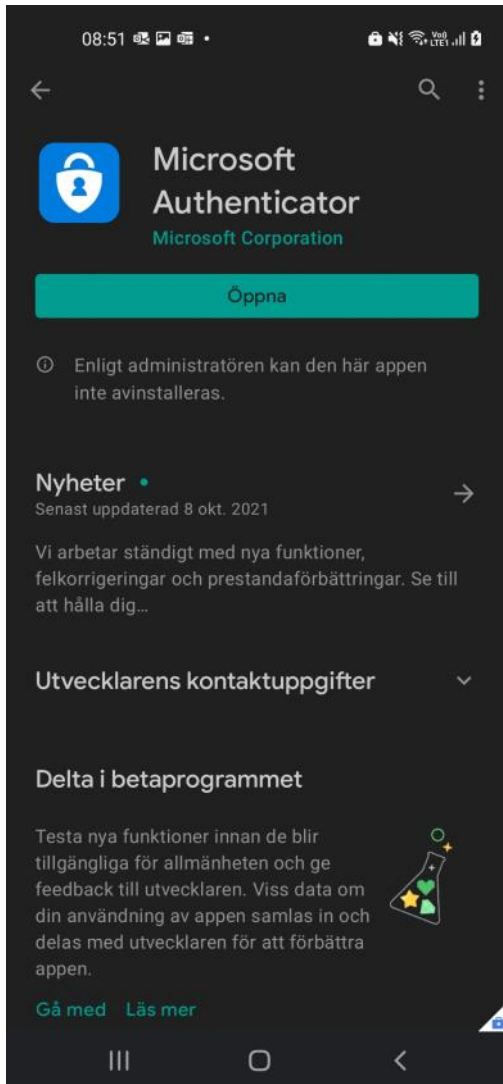 08:51
Microsoft
Authenticator
Microsoft Corporation
Öppna
Enligt administratören kan den här appen
inte avinstalleras.
Nyheter
Senast uppdaterad 8 okt. 2021
Vi arbetar ständigt med nya funktioner,
felkorrigeringar och prestandaförbättringar. Se till
att hålla dig…
Utvecklarens kontaktuppgifter
Delta i betaprogrammet
Testa nya funktioner innan de blir
tillgängliga för allmänheten och ge
feedback till utvecklaren. Viss data om
din användning av appen samlas in och
delas med utvecklaren för att förbättra
appen.
Gå med Läs mer